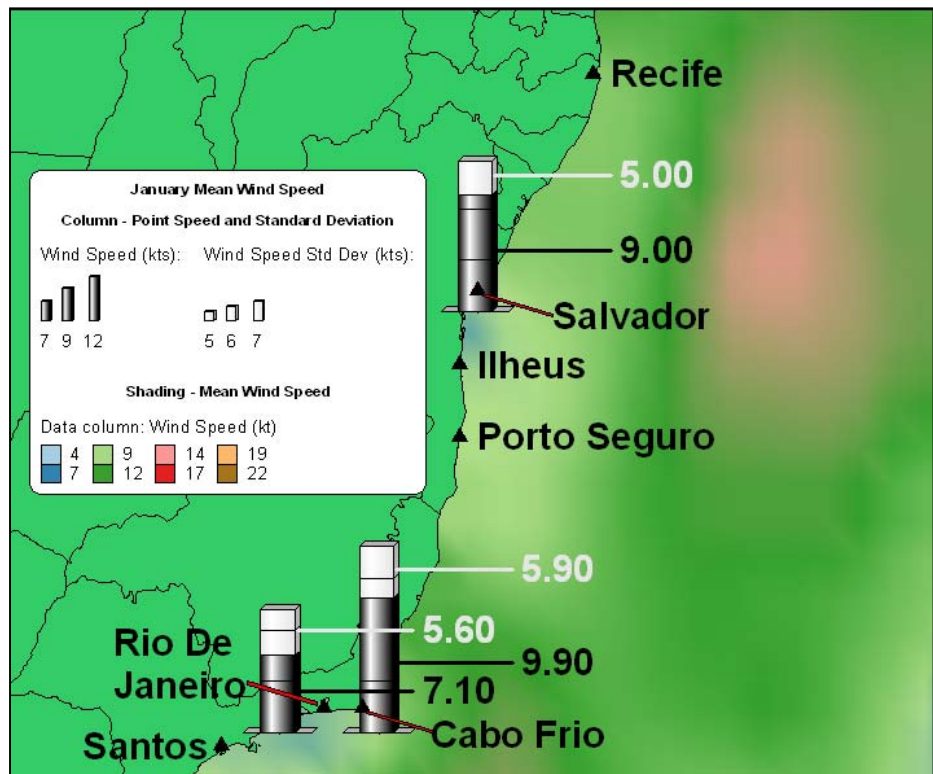 Recife
5.00
January Mean Wind Speed
Column - Point Speed and Standard Deviation
Wind Speed (kts): Wind Speed Std Dev (kts):
9.00
7 9 12 5 6 7
Salvador
Ilheus
Shading - Mean Wind Speed
Data column: Wind Speed (kt)
4 9 14 19
7 12 17 22
Porto Seguro
5.90
5.60
Rio De
Janeiro
9.90
7.10
Cabo Frio
Santos